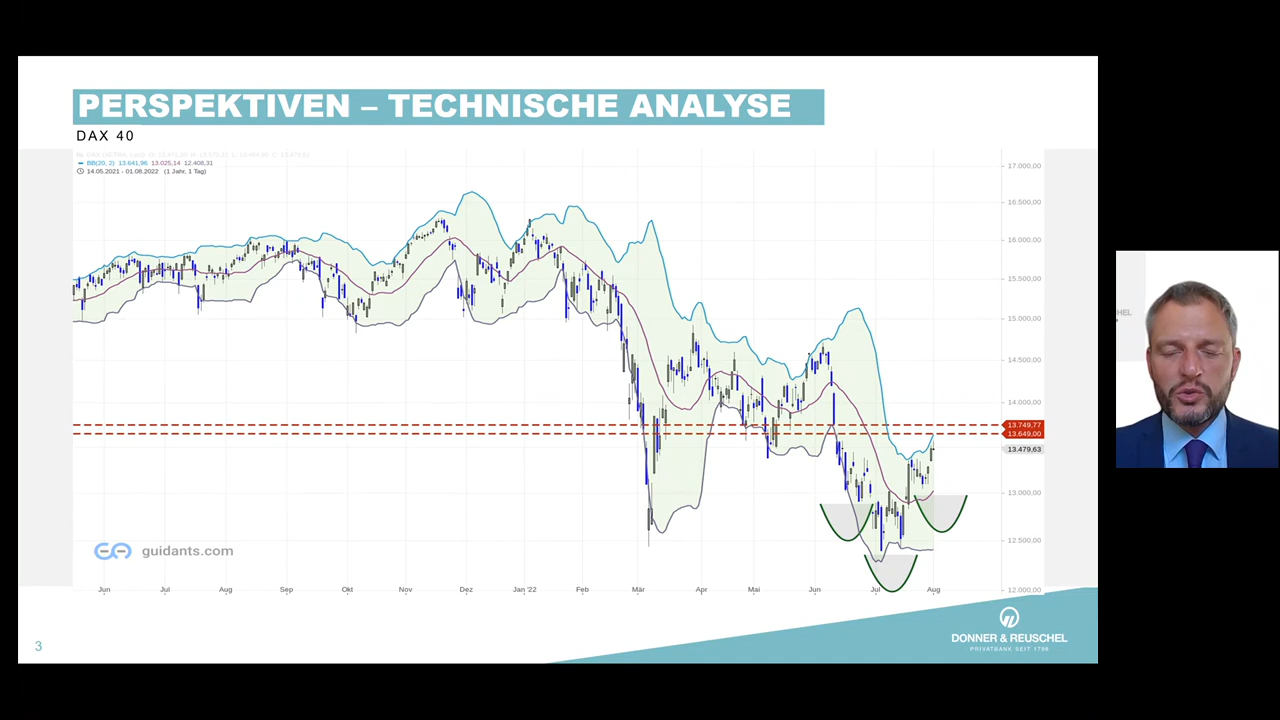 PERSPEKTIVEN – TECHNISCHE ANALYSE
DAX 40
BB(20, 2) 13.641,96 13.025,14 12.408,31
14.05.2021 - 01.08.2022 (1 Jahr, 1 Tag)
17.000,00
16.500,00
16.000,00
15.500,00
15.000,00
14.500,00
14.000,00
13.749,77
13.649,00
13.479,63
13.000,00
12.500,00
12.000,00
guidants.com
Jun Jul Aug Sep Okt Nov Dez Jan '22 Feb Mär Apr Mai Jun Jul Aug
DONNER & REUSCHEL
PRIVATBANK SEIT 1798
3